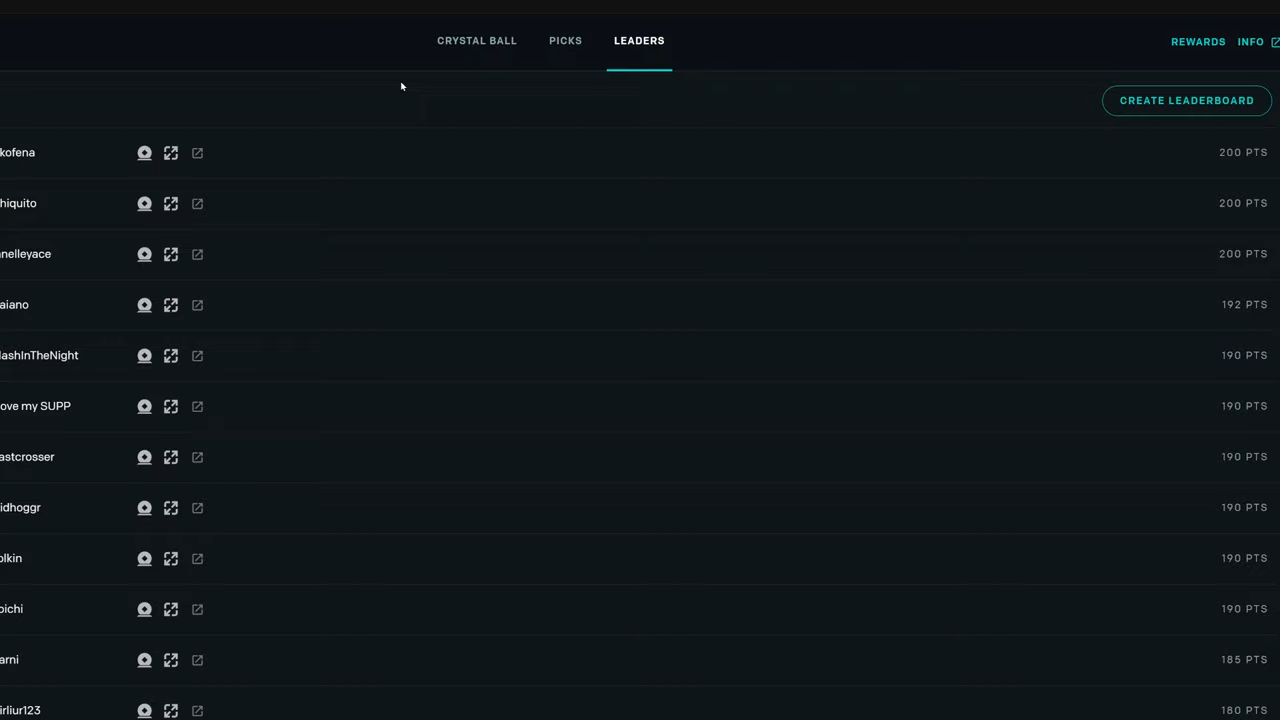 CRYSTAL BALL PICKS LEADERS REWARDS INFO
CREATE LEADERBOARD
kofena 200 PTS
hiquito 200 PTS
nelleyace 200 PTS
aiano 192 PTS
lashInTheNight 190 PTS
ove my SUPP 190 PTS
astcrosser 190 PTS
idhoggr 190 PTS
olkin 190 PTS
oichi 190 PTS
arni 185 PTS
irliur123 180 PTS